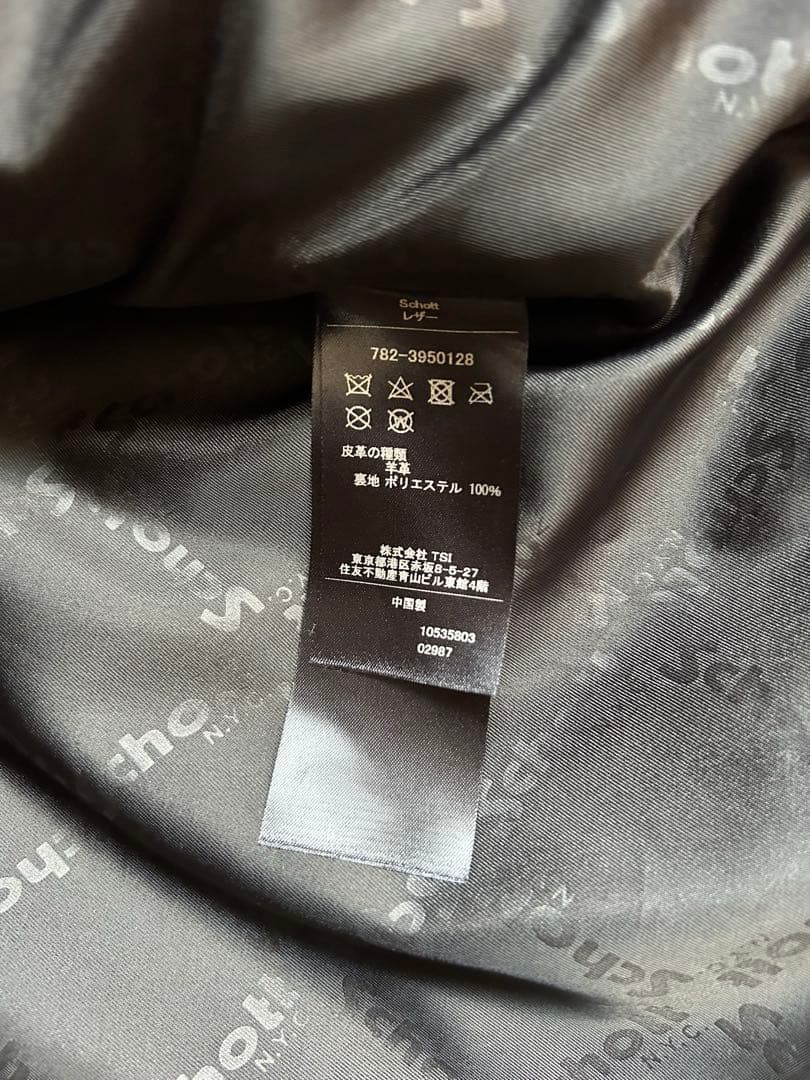 Schott
レザー
782-3950128
W
皮革の種類
羊革
裏地 ポリエステル 100%
株式会社 TSI
東京都港区赤坂8-5-27
住友不動産青山ビル東館4階
中国製
10535803
02987
Schott
N.Y.C.
Schott
N.Y.C.